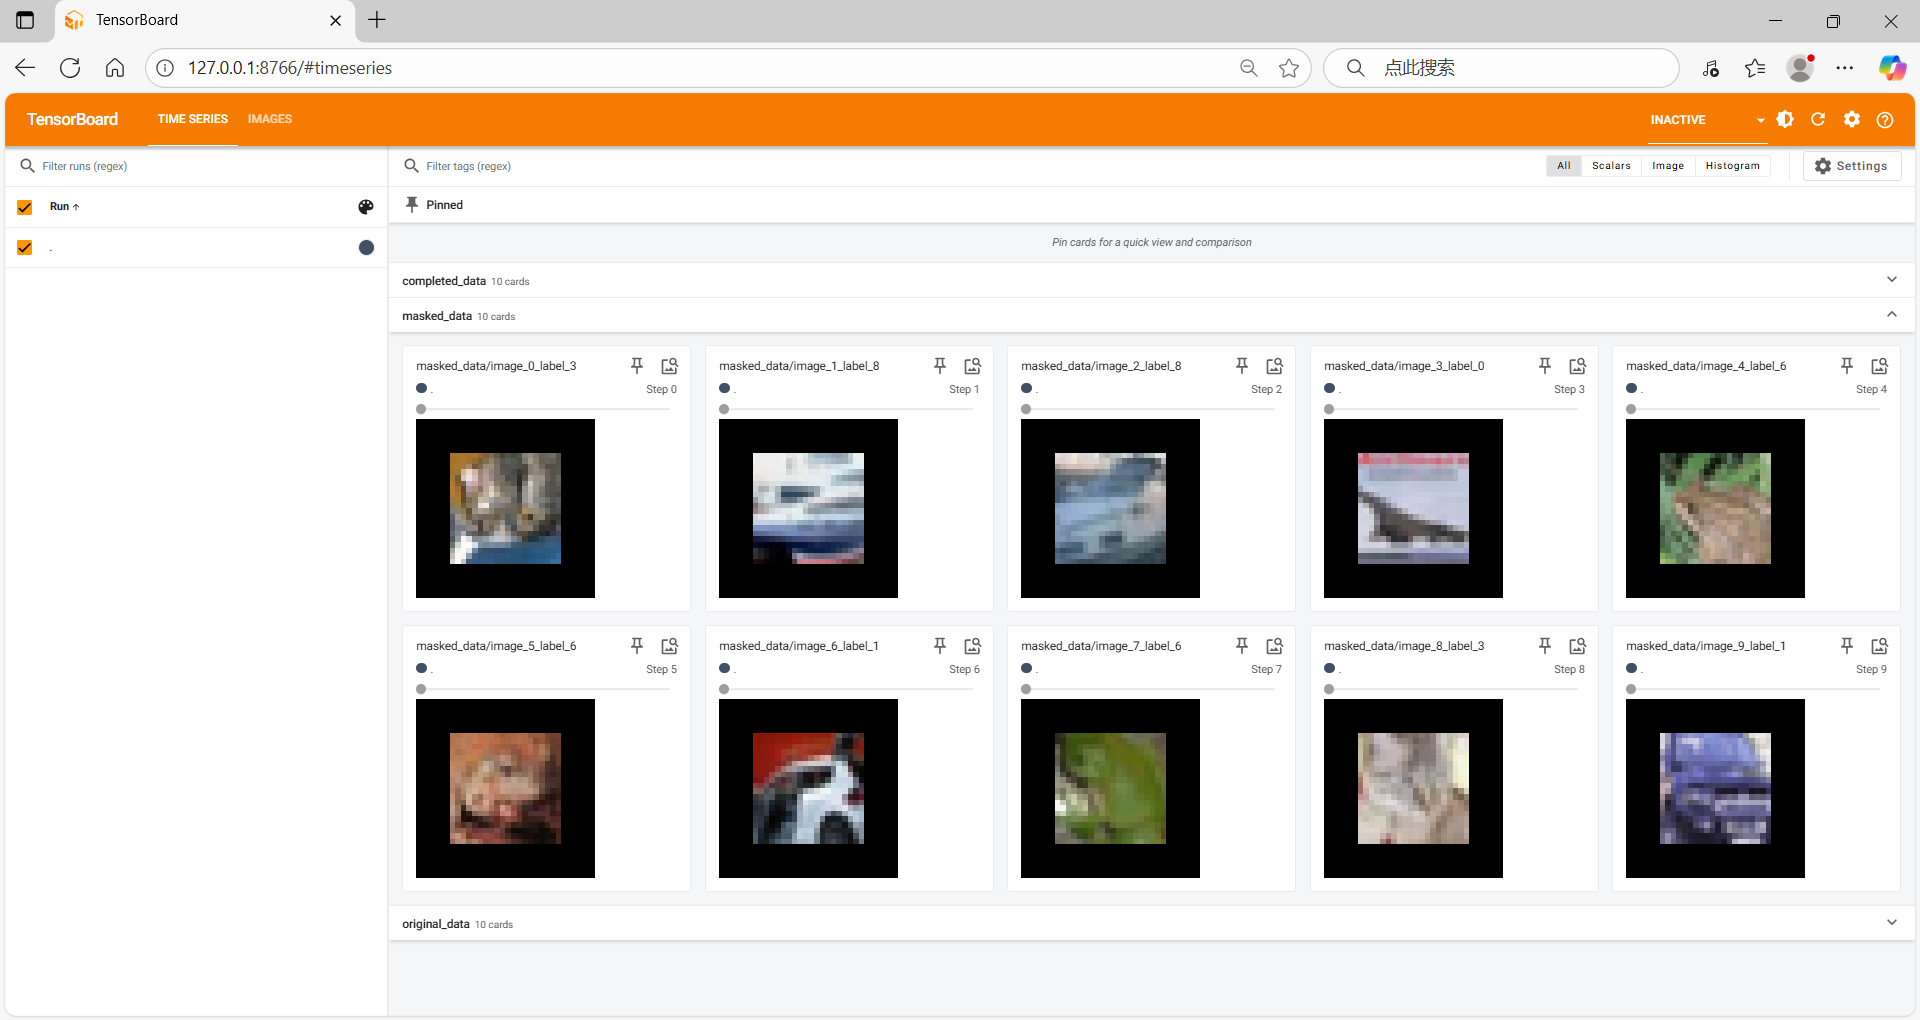 TensorBoard
127.0.0.1:8766/#timeseries
点此搜索
TensorBoard
TIME SERIES
IMAGES
INACTIVE
Filter runs (regex)
Filter tags (regex)
All
Scalars
Image
Histogram
Settings
Run
Pinned
.
Pin cards for a quick view and comparison
completed_data 10 cards
masked_data 10 cards
masked_data/image_0_label_3
. Step 0
masked_data/image_1_label_8
. Step 1
masked_data/image_2_label_8
. Step 2
masked_data/image_3_label_0
. Step 3
masked_data/image_4_label_6
. Step 4
masked_data/image_5_label_6
. Step 5
masked_data/image_6_label_1
. Step 6
masked_data/image_7_label_6
. Step 7
masked_data/image_8_label_3
. Step 8
masked_data/image_9_label_1
. Step 9
original_data 10 cards